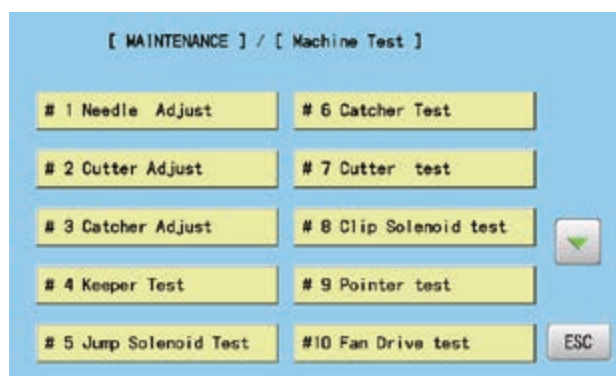 [ MAINTENANCE ] / [ Machine Test ]
# 1 Needle Adjust
# 2 Cutter Adjust
# 3 Catcher Adjust
# 4 Keeper Test
# 5 Jump Solenoid Test
# 6 Catcher Test
# 7 Cutter test
# 8 Clip Solenoid test
# 9 Pointer test
#10 Fan Drive test
ESC